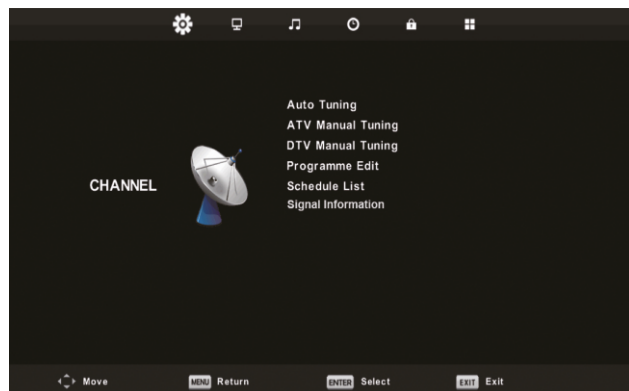 Auto Tuning
ATV Manual Tuning
DTV Manual Tuning
Programme Edit
CHANNEL
Schedule List
Signal Information
Move MENU Return ENTER Select EXIT Exit